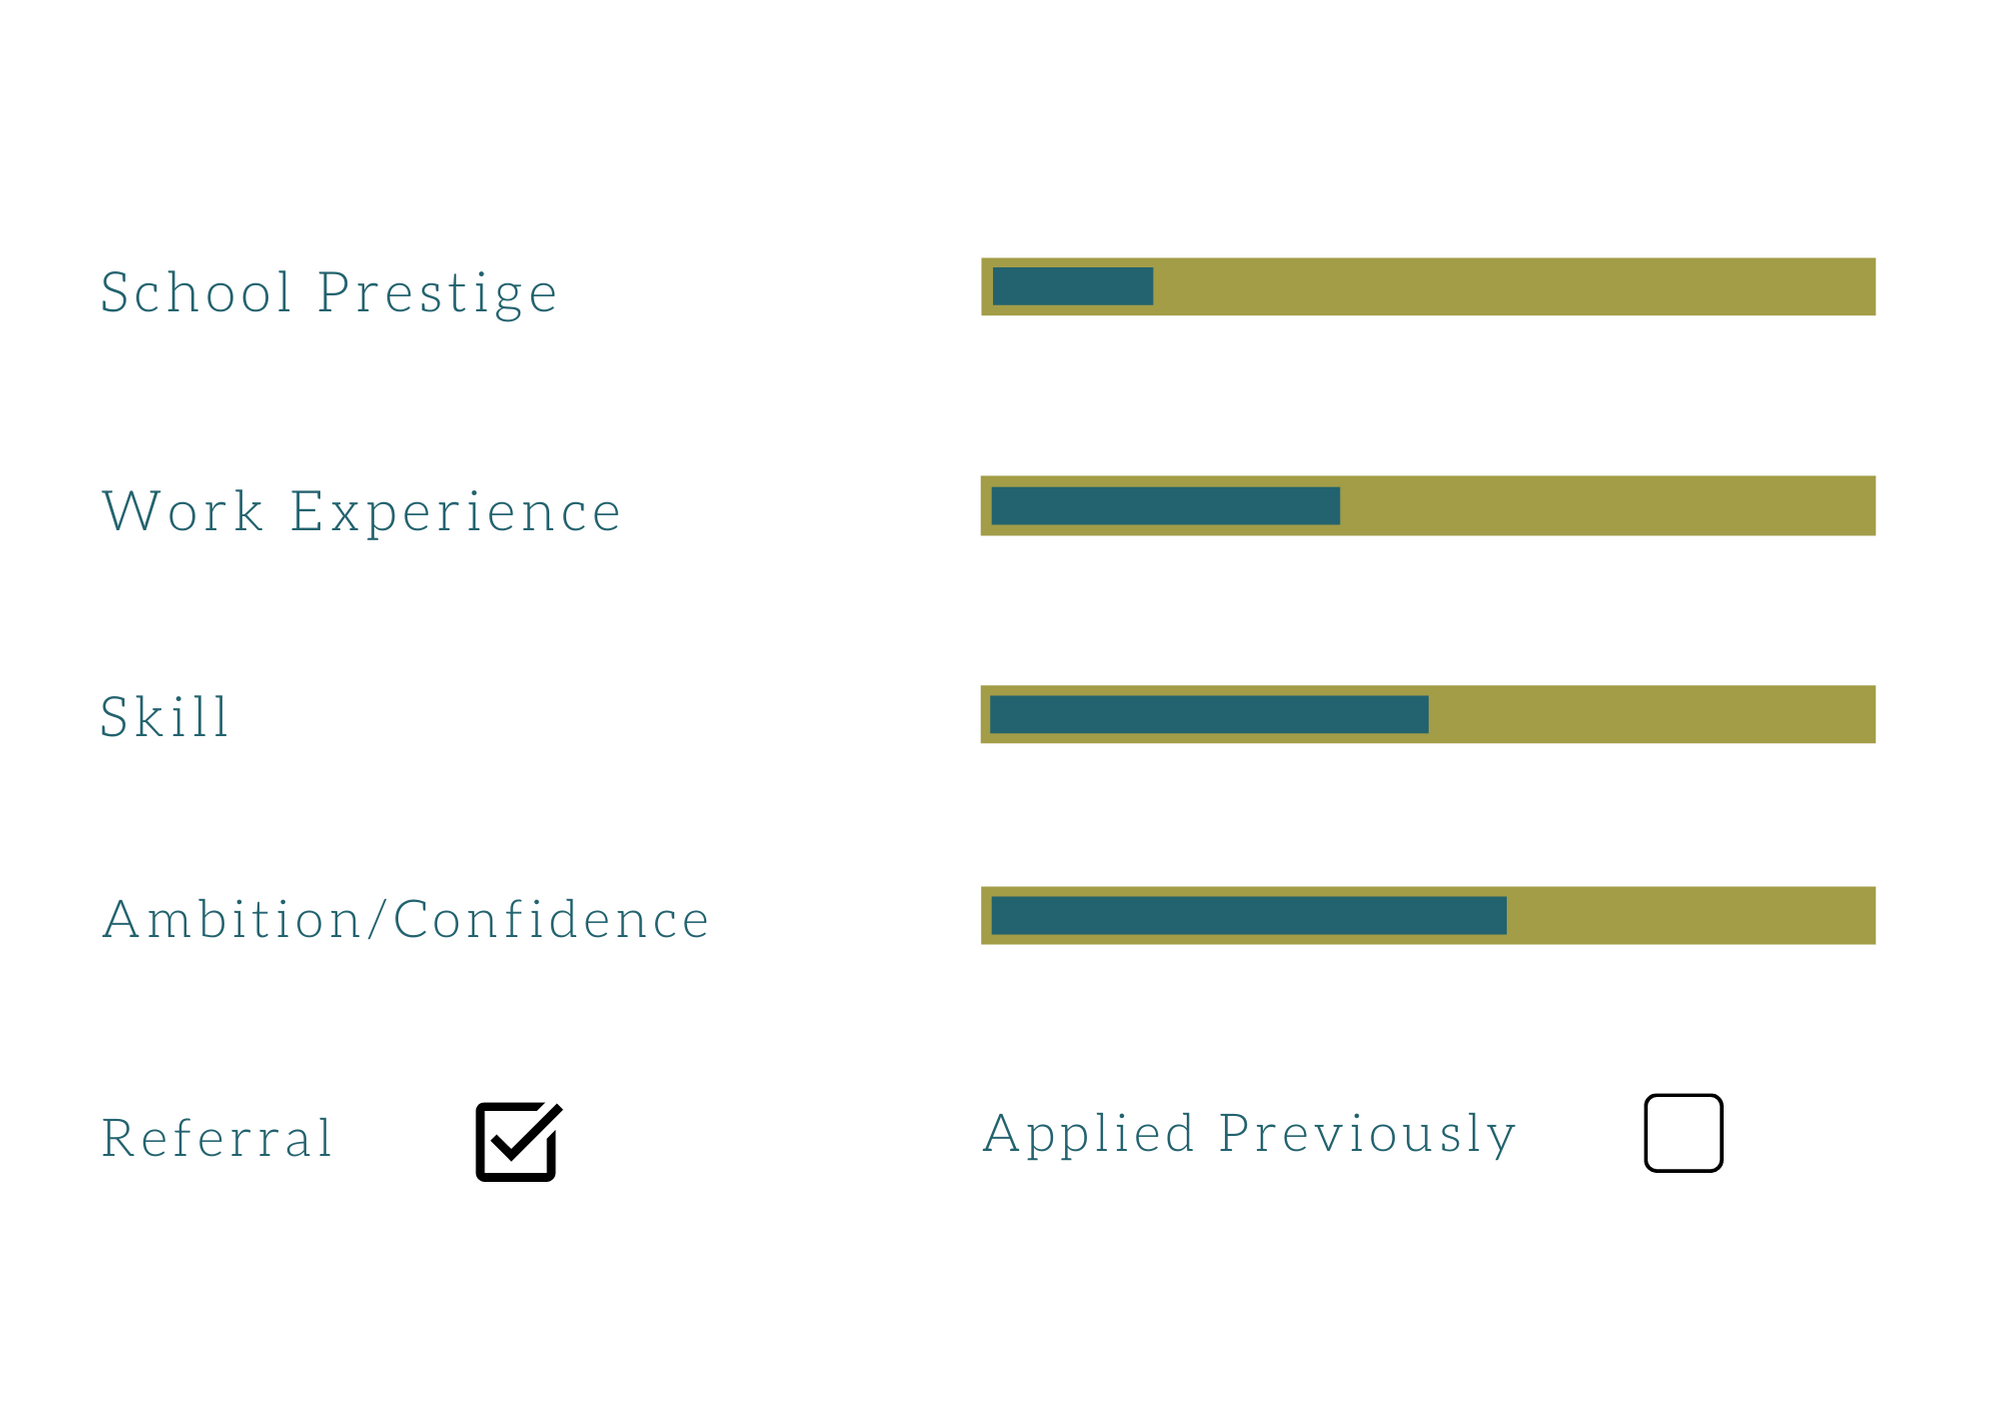 School Prestige
Work Experience
Skill
Ambition/Confidence
Referral
Applied Previously